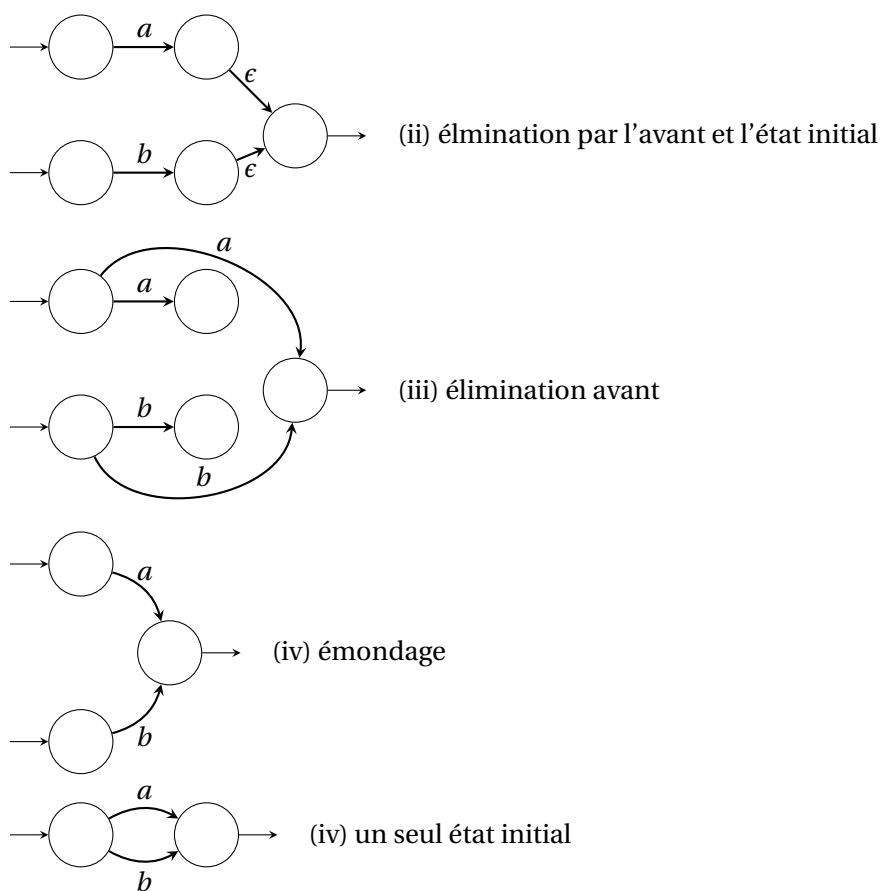 a
ϵ
(ii) élmination par l'avant et l'état initial
b
ϵ
a
a
(iii) élimination avant
b
b
a
(iv) émondage
b
a
(iv) un seul état initial
b